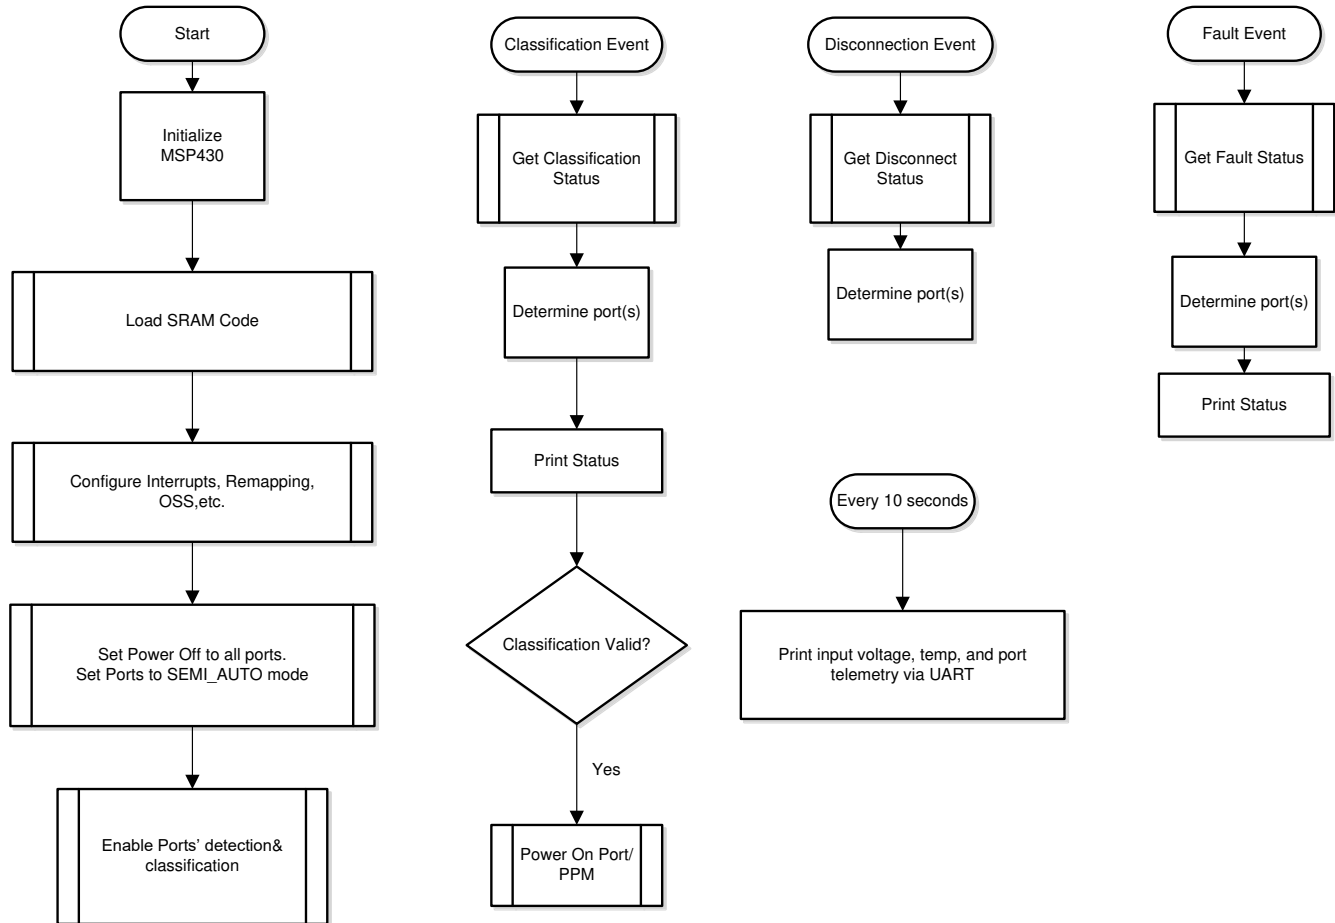 Start
Initialize
MSP430
Load SRAM Code
Configure Interrupts, Remapping,
OSS,etc.
Set Power Off to all ports.
Set Ports to SEMI_AUTO mode
Enable Ports’ detection&
classification
Classification Event
Get Classification
Status
Determine port(s)
Print Status
Classification Valid?
Yes
Power On Port/
PPM
Disconnection Event
Get Disconnect
Status
Determine port(s)
Every 10 seconds
Print input voltage, temp, and port
telemetry via UART
Fault Event
Get Fault Status
Determine port(s)
Print Status